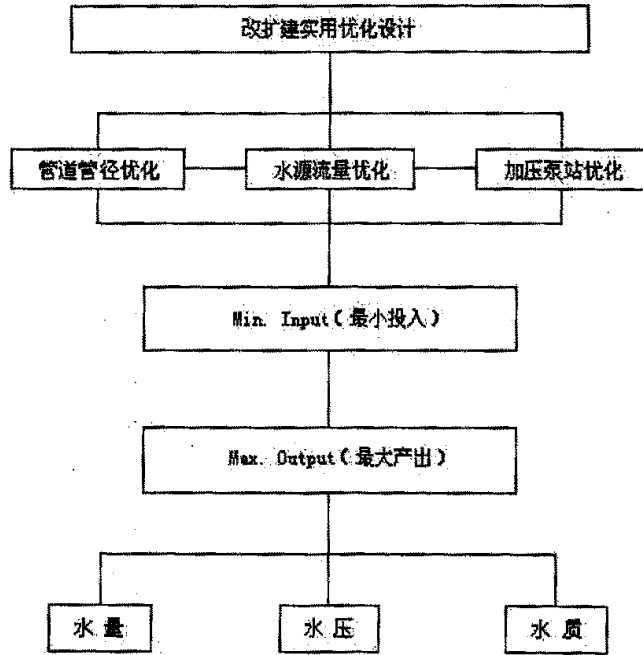 改扩建实用优化设计
管道管径优化
水源流量优化
加压泵站优化
Min. Input(最小投入)
Max. Output(最大产出)
水 量
水 压
水 质